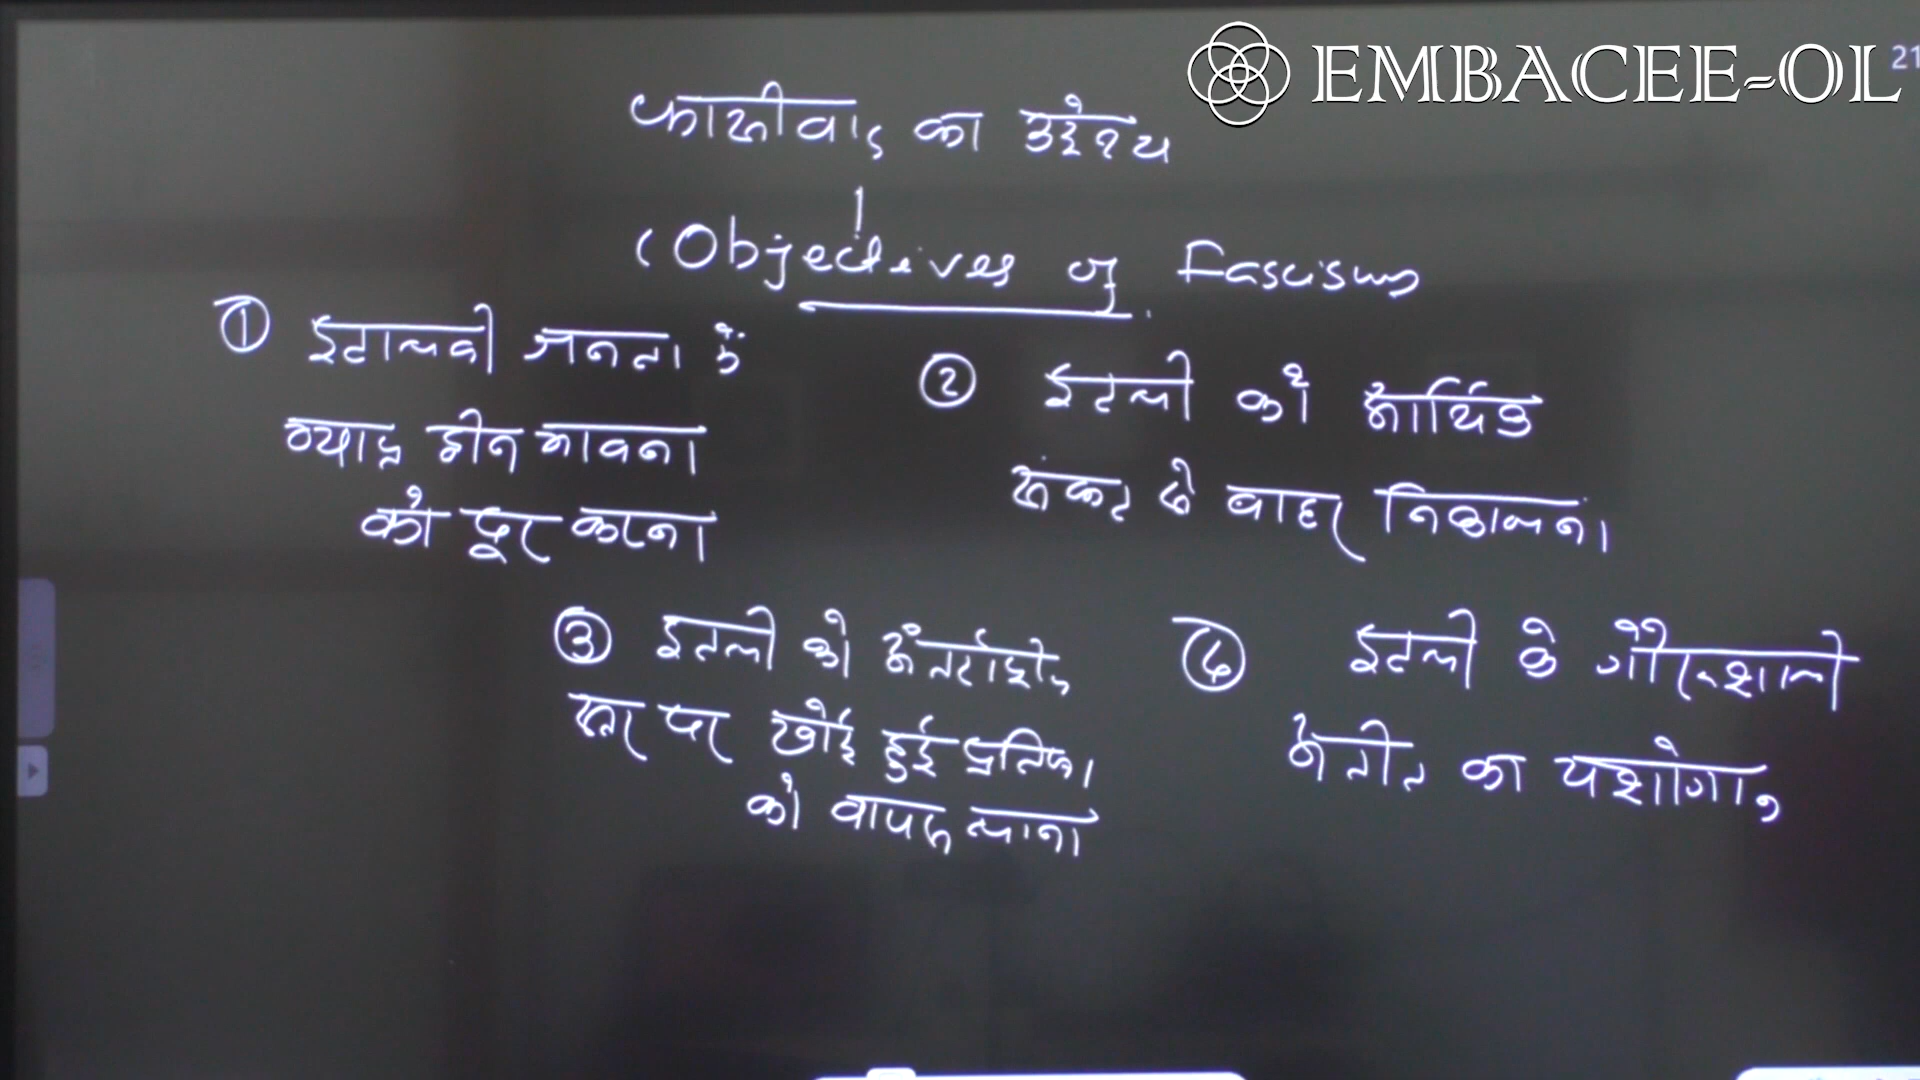 EMBACEE-OL
21
फासीवाद का उद्देश्य
(Objectives of Fascism
① इटालवी जनता में
व्याप्त हीन भावना
को दूर करना
② इटली को आर्थिक
संकट से बाहर निकालना
③ इटली को अंतर्राष्ट्रीय
स्तर पर खोई हुई प्रतिष्ठा
को वापस लाना
④ इटली के गौरवशाली
अतीत का यशोगान